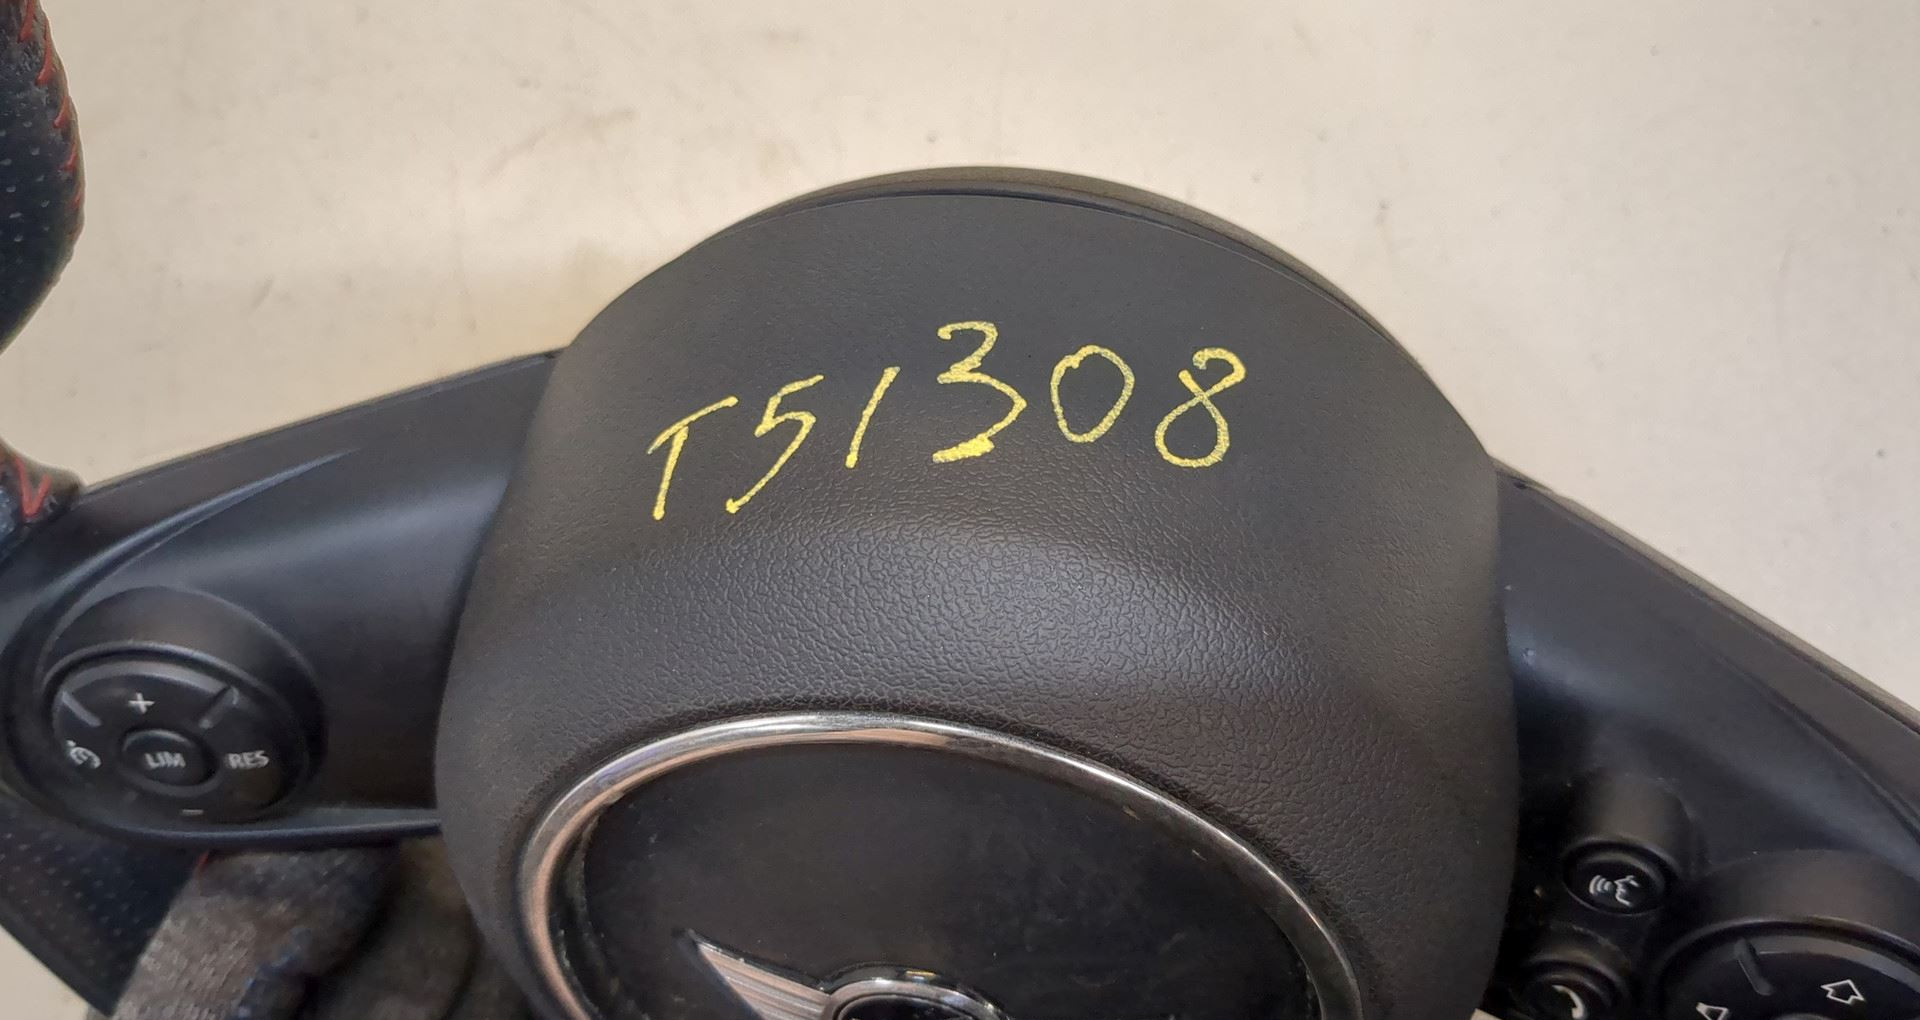 T51308
+
LIM RES
-